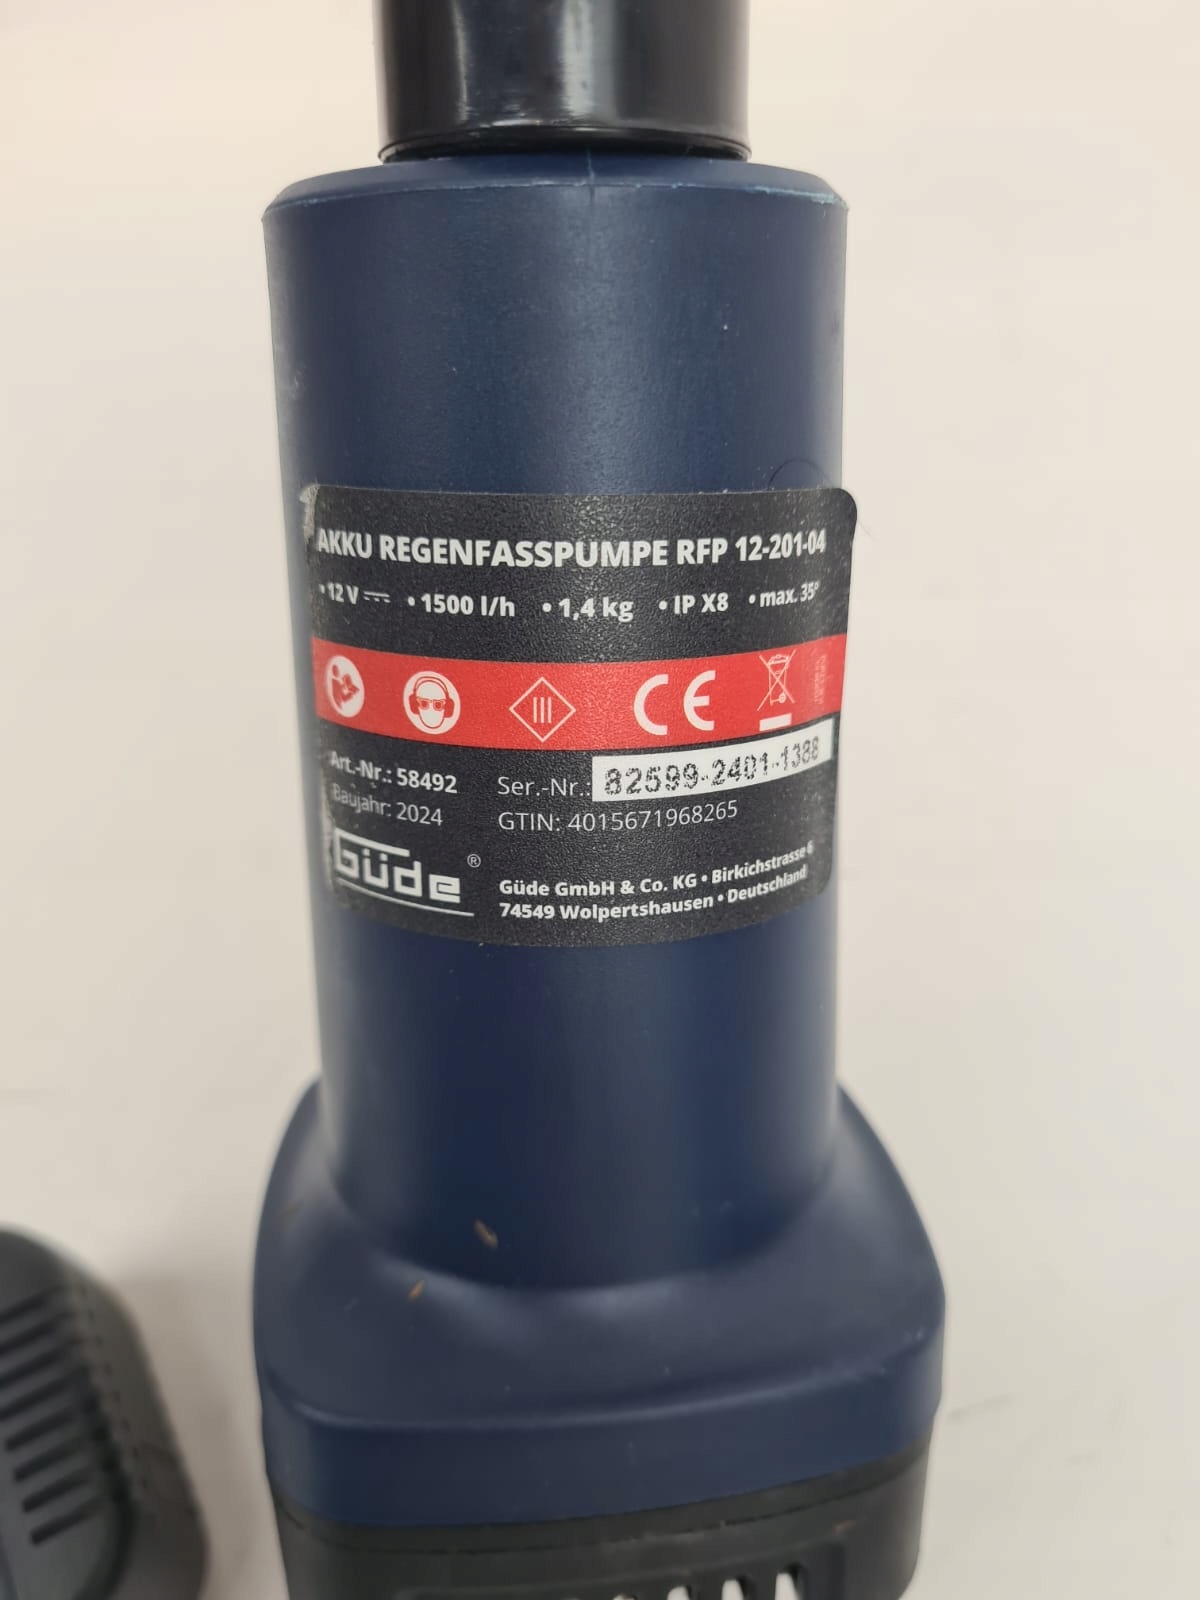 AKKU REGENFASSPUMPE RFP 12-201-04
• 12 V ⎓ • 1500 l/h • 1,4 kg • IP X8 • max. 35°
III
CE
Art.-Nr.: 58492
Baujahr: 2024
Ser.-Nr.: 82599-2401-1388
GTIN: 4015671968265
Güde ®
Güde GmbH & Co. KG • Birkichstrasse 6
74549 Wolpertshausen • Deutschland